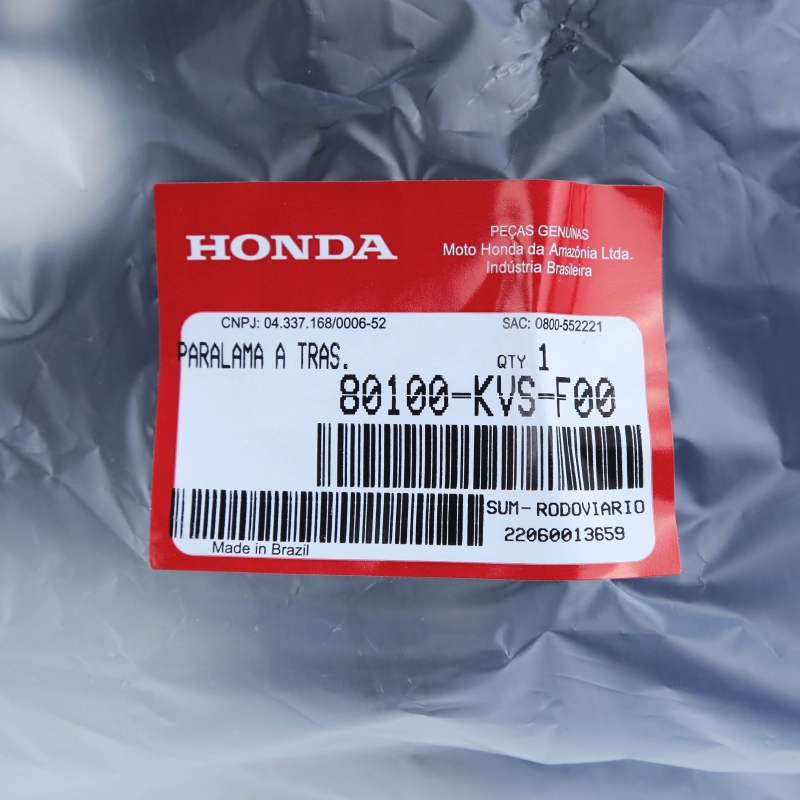 HONDA
PEÇAS GENUÍNAS
Moto Honda da Amazônia Ltda.
Indústria Brasileira
CNPJ: 04.337.168/0006-52
SAC: 0800-552221
PARALAMA A TRAS.
QTY 1
80100-KVS-F00
SUM-RODOVIARIO
22060013659
Made in Brazil